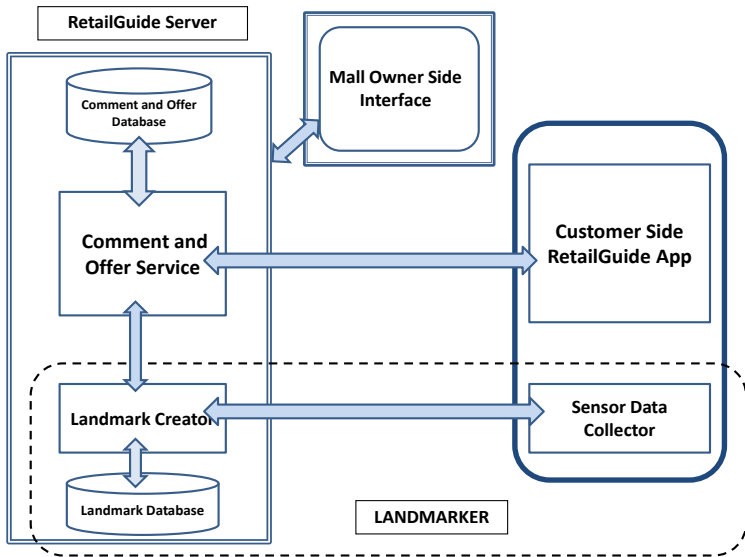 RetailGuide Server
Mall Owner Side
Interface
Comment and Offer
Database
Comment and
Offer Service
Customer Side
RetailGuide App
Landmark Creator
Sensor Data
Collector
Landmark Database
LANDMARKER